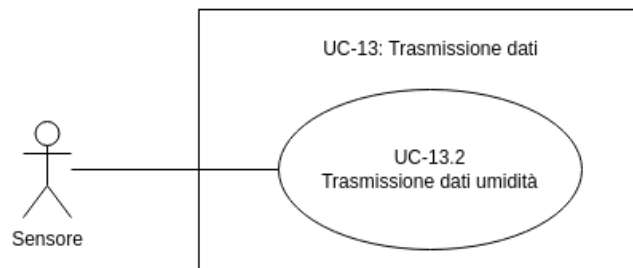 UC-13: Trasmissione dati
UC-13.2
Trasmissione dati umidità
Sensore